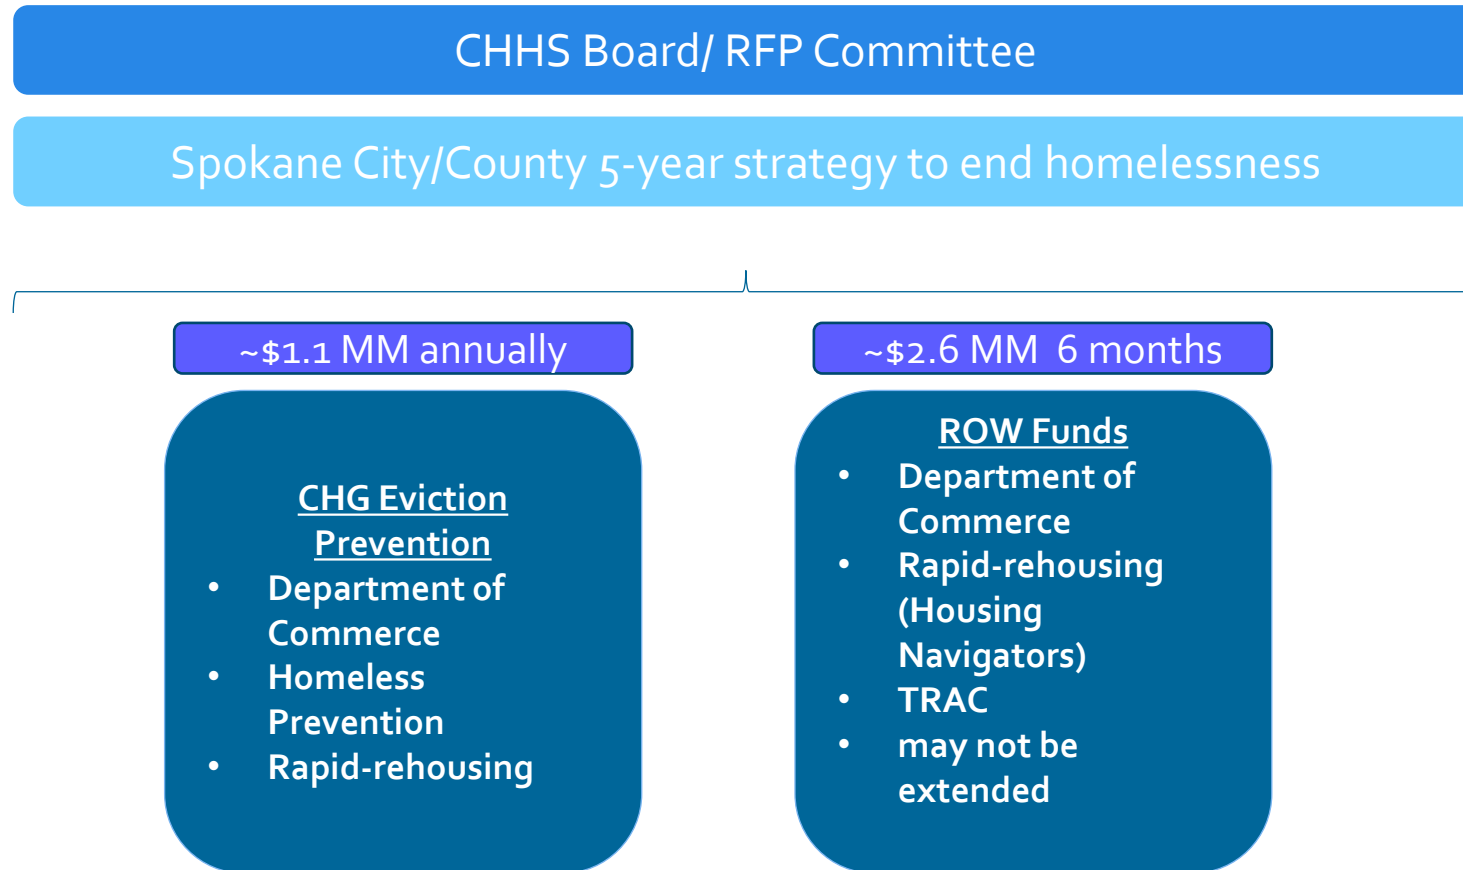 CHHS Board/ RFP Committee
Spokane City/County 5-year strategy to end homelessness
~$1.1 MM annually
CHG Eviction
Prevention
• Department of
Commerce
• Homeless
Prevention
• Rapid-rehousing
~$2.6 MM  6 months
ROW Funds
• Department of
Commerce
• Rapid-rehousing
(Housing
Navigators)
• TRAC
• may not be
extended